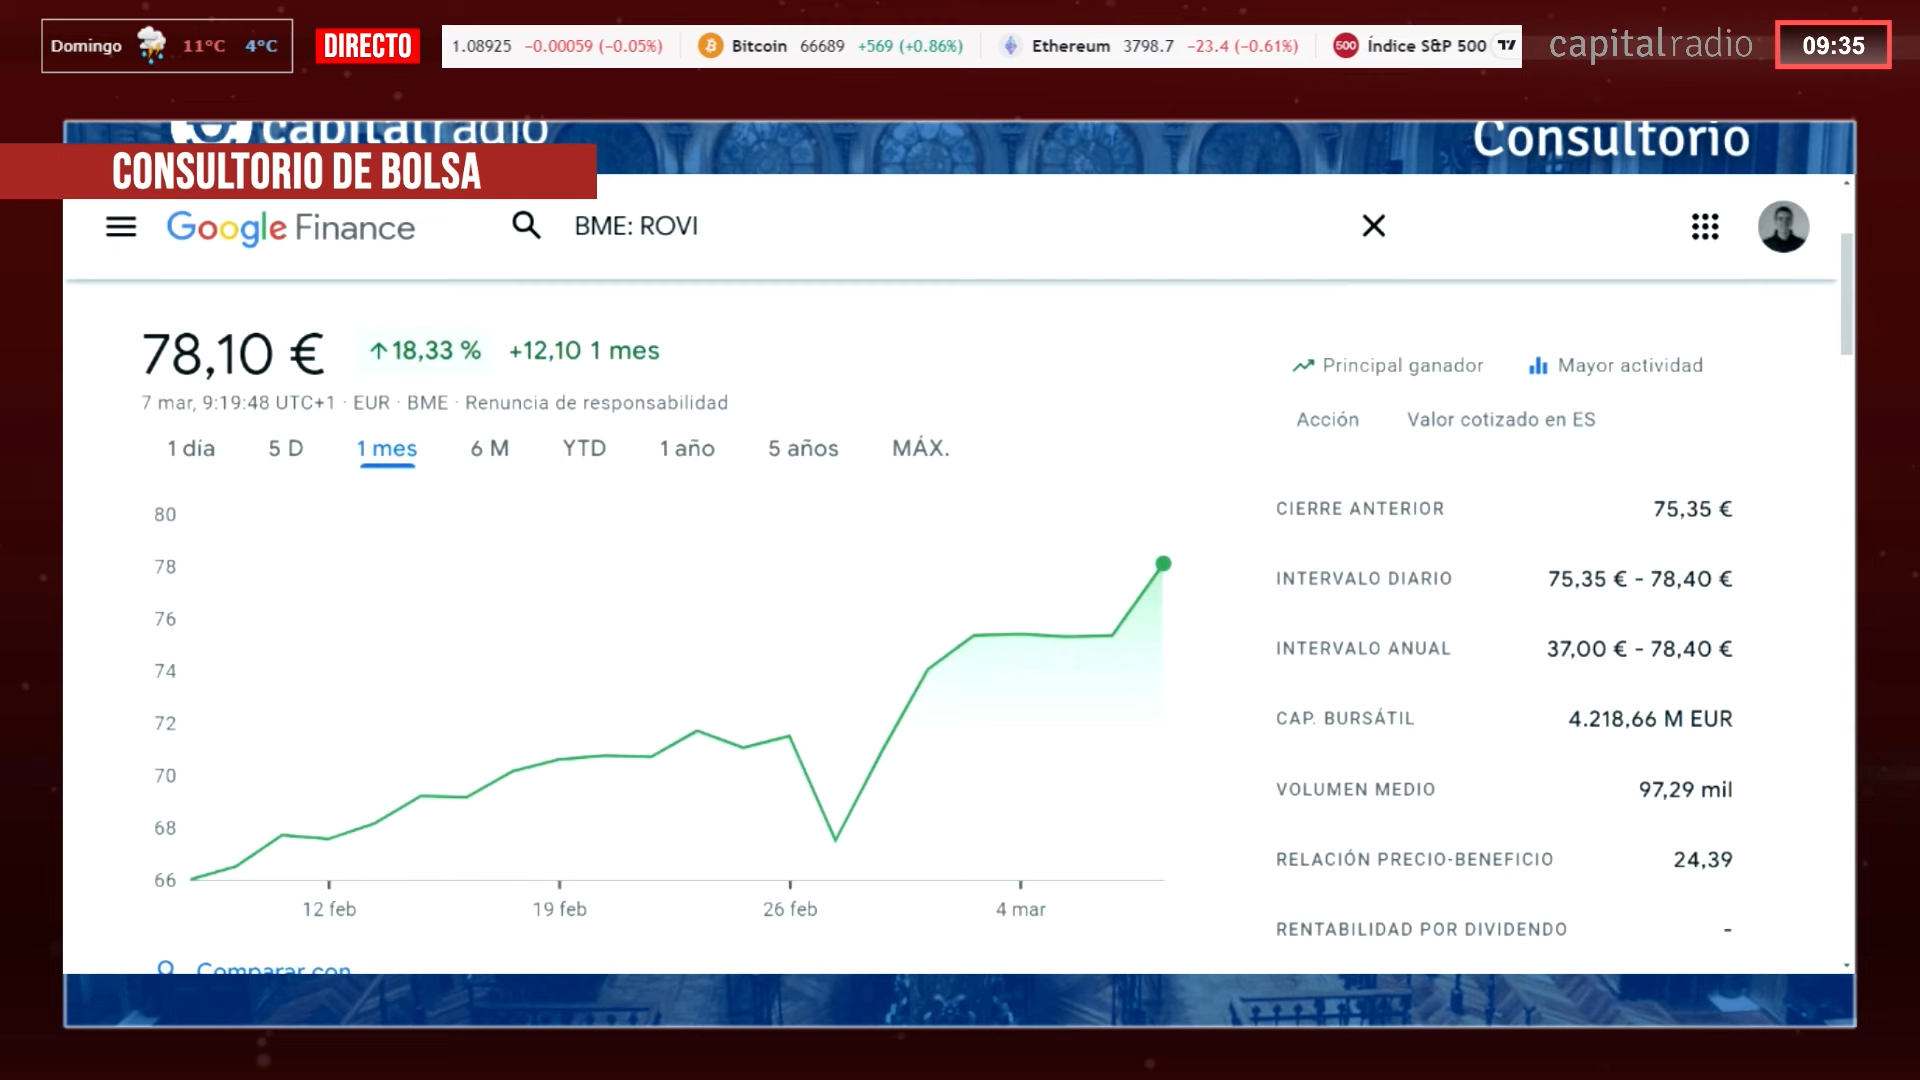 Domingo 11°C 4°C
DIRECTO
1.08925 −0.00059 (−0.05%) Bitcoin 66689 +569 (+0.86%) Ethereum 3798.7 −23.4 (−0.61%) 500 Índice S&P 500
capitalradio
09:35
capitalradio
Consultorio
CONSULTORIO DE BOLSA
Google Finance
BME: ROVI
78,10 €
↑ 18,33 % +12,10 1 mes
7 mar, 9:19:48 UTC+1 · EUR · BME · Renuncia de responsabilidad
1 día 5 D 1 mes 6 M YTD 1 año 5 años MÁX.
80
78
76
74
72
70
68
66
12 feb 19 feb 26 feb 4 mar
Comparar con
Principal ganador Mayor actividad
Acción Valor cotizado en ES
CIERRE ANTERIOR 75,35 €
INTERVALO DIARIO 75,35 € - 78,40 €
INTERVALO ANUAL 37,00 € - 78,40 €
CAP. BURSÁTIL 4.218,66 M EUR
VOLUMEN MEDIO 97,29 mil
RELACIÓN PRECIO-BENEFICIO 24,39
RENTABILIDAD POR DIVIDENDO -